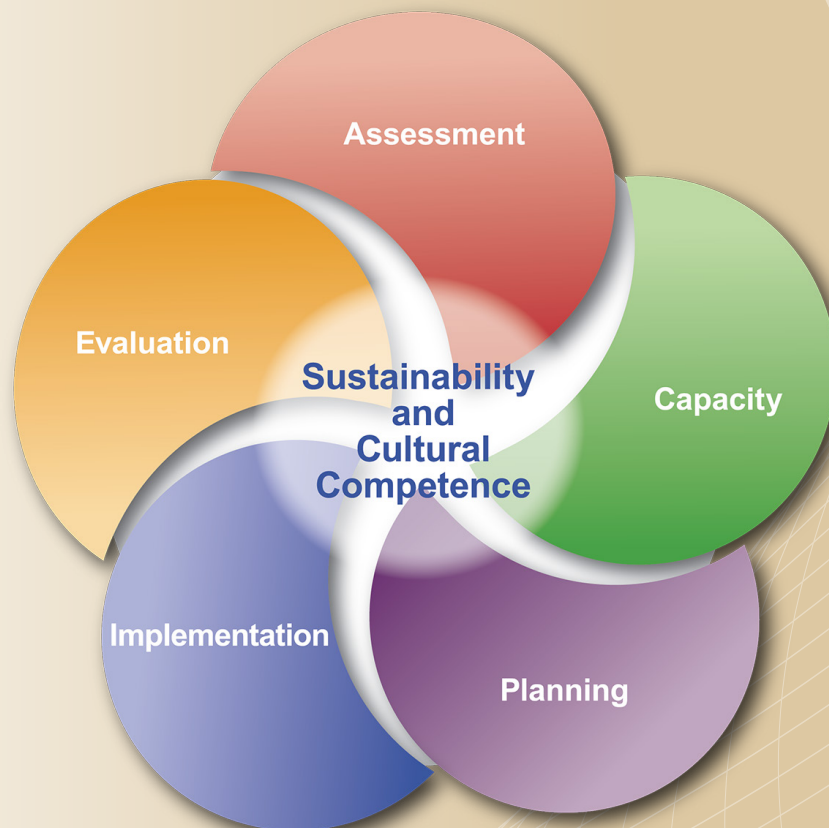 Assessment
Capacity
Planning
Implementation
Evaluation
Sustainability
and
Cultural
Competence